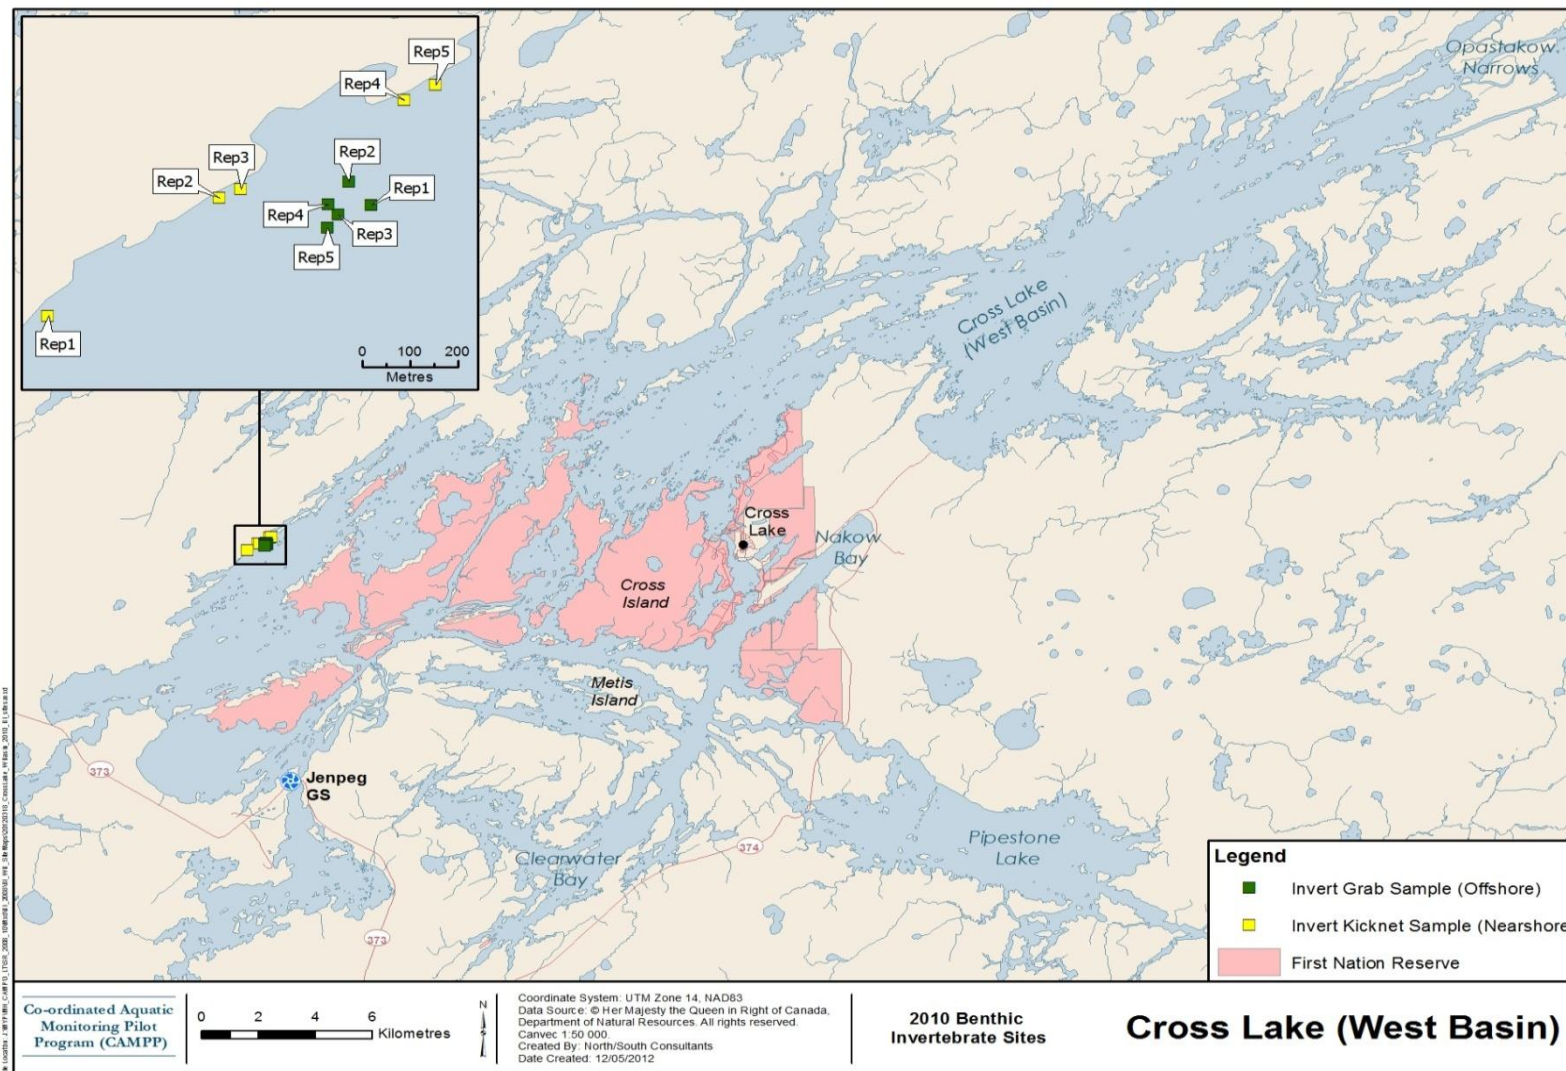 Rep5
Rep4
Rep3
Rep2
Rep2
Rep1
Rep4
Rep3
Rep5
Rep1
0 100 200
Metres
Opastakow
Narrows
Cross Lake
(West Basin)
Cross
Lake
Nakow
Bay
Cross
Island
Metis
Island
373
Jenpeg
GS
374
Pipestone
Lake
Clearwater
Bay
373
Legend
Invert Grab Sample (Offshore)
Invert Kicknet Sample (Nearshore
First Nation Reserve
Co-ordinated Aquatic
Monitoring Pilot
Program (CAMPP)
0 2 4 6
Kilometres
N
Coordinate System: UTM Zone 14, NAD83
Data Source: © Her Majesty the Queen in Right of Canada,
Department of Natural Resources. All rights reserved.
Canvec 1:50 000.
Created By: North/South Consultants
Date Created: 12/05/2012
2010 Benthic
Invertebrate Sites
Cross Lake (West Basin)